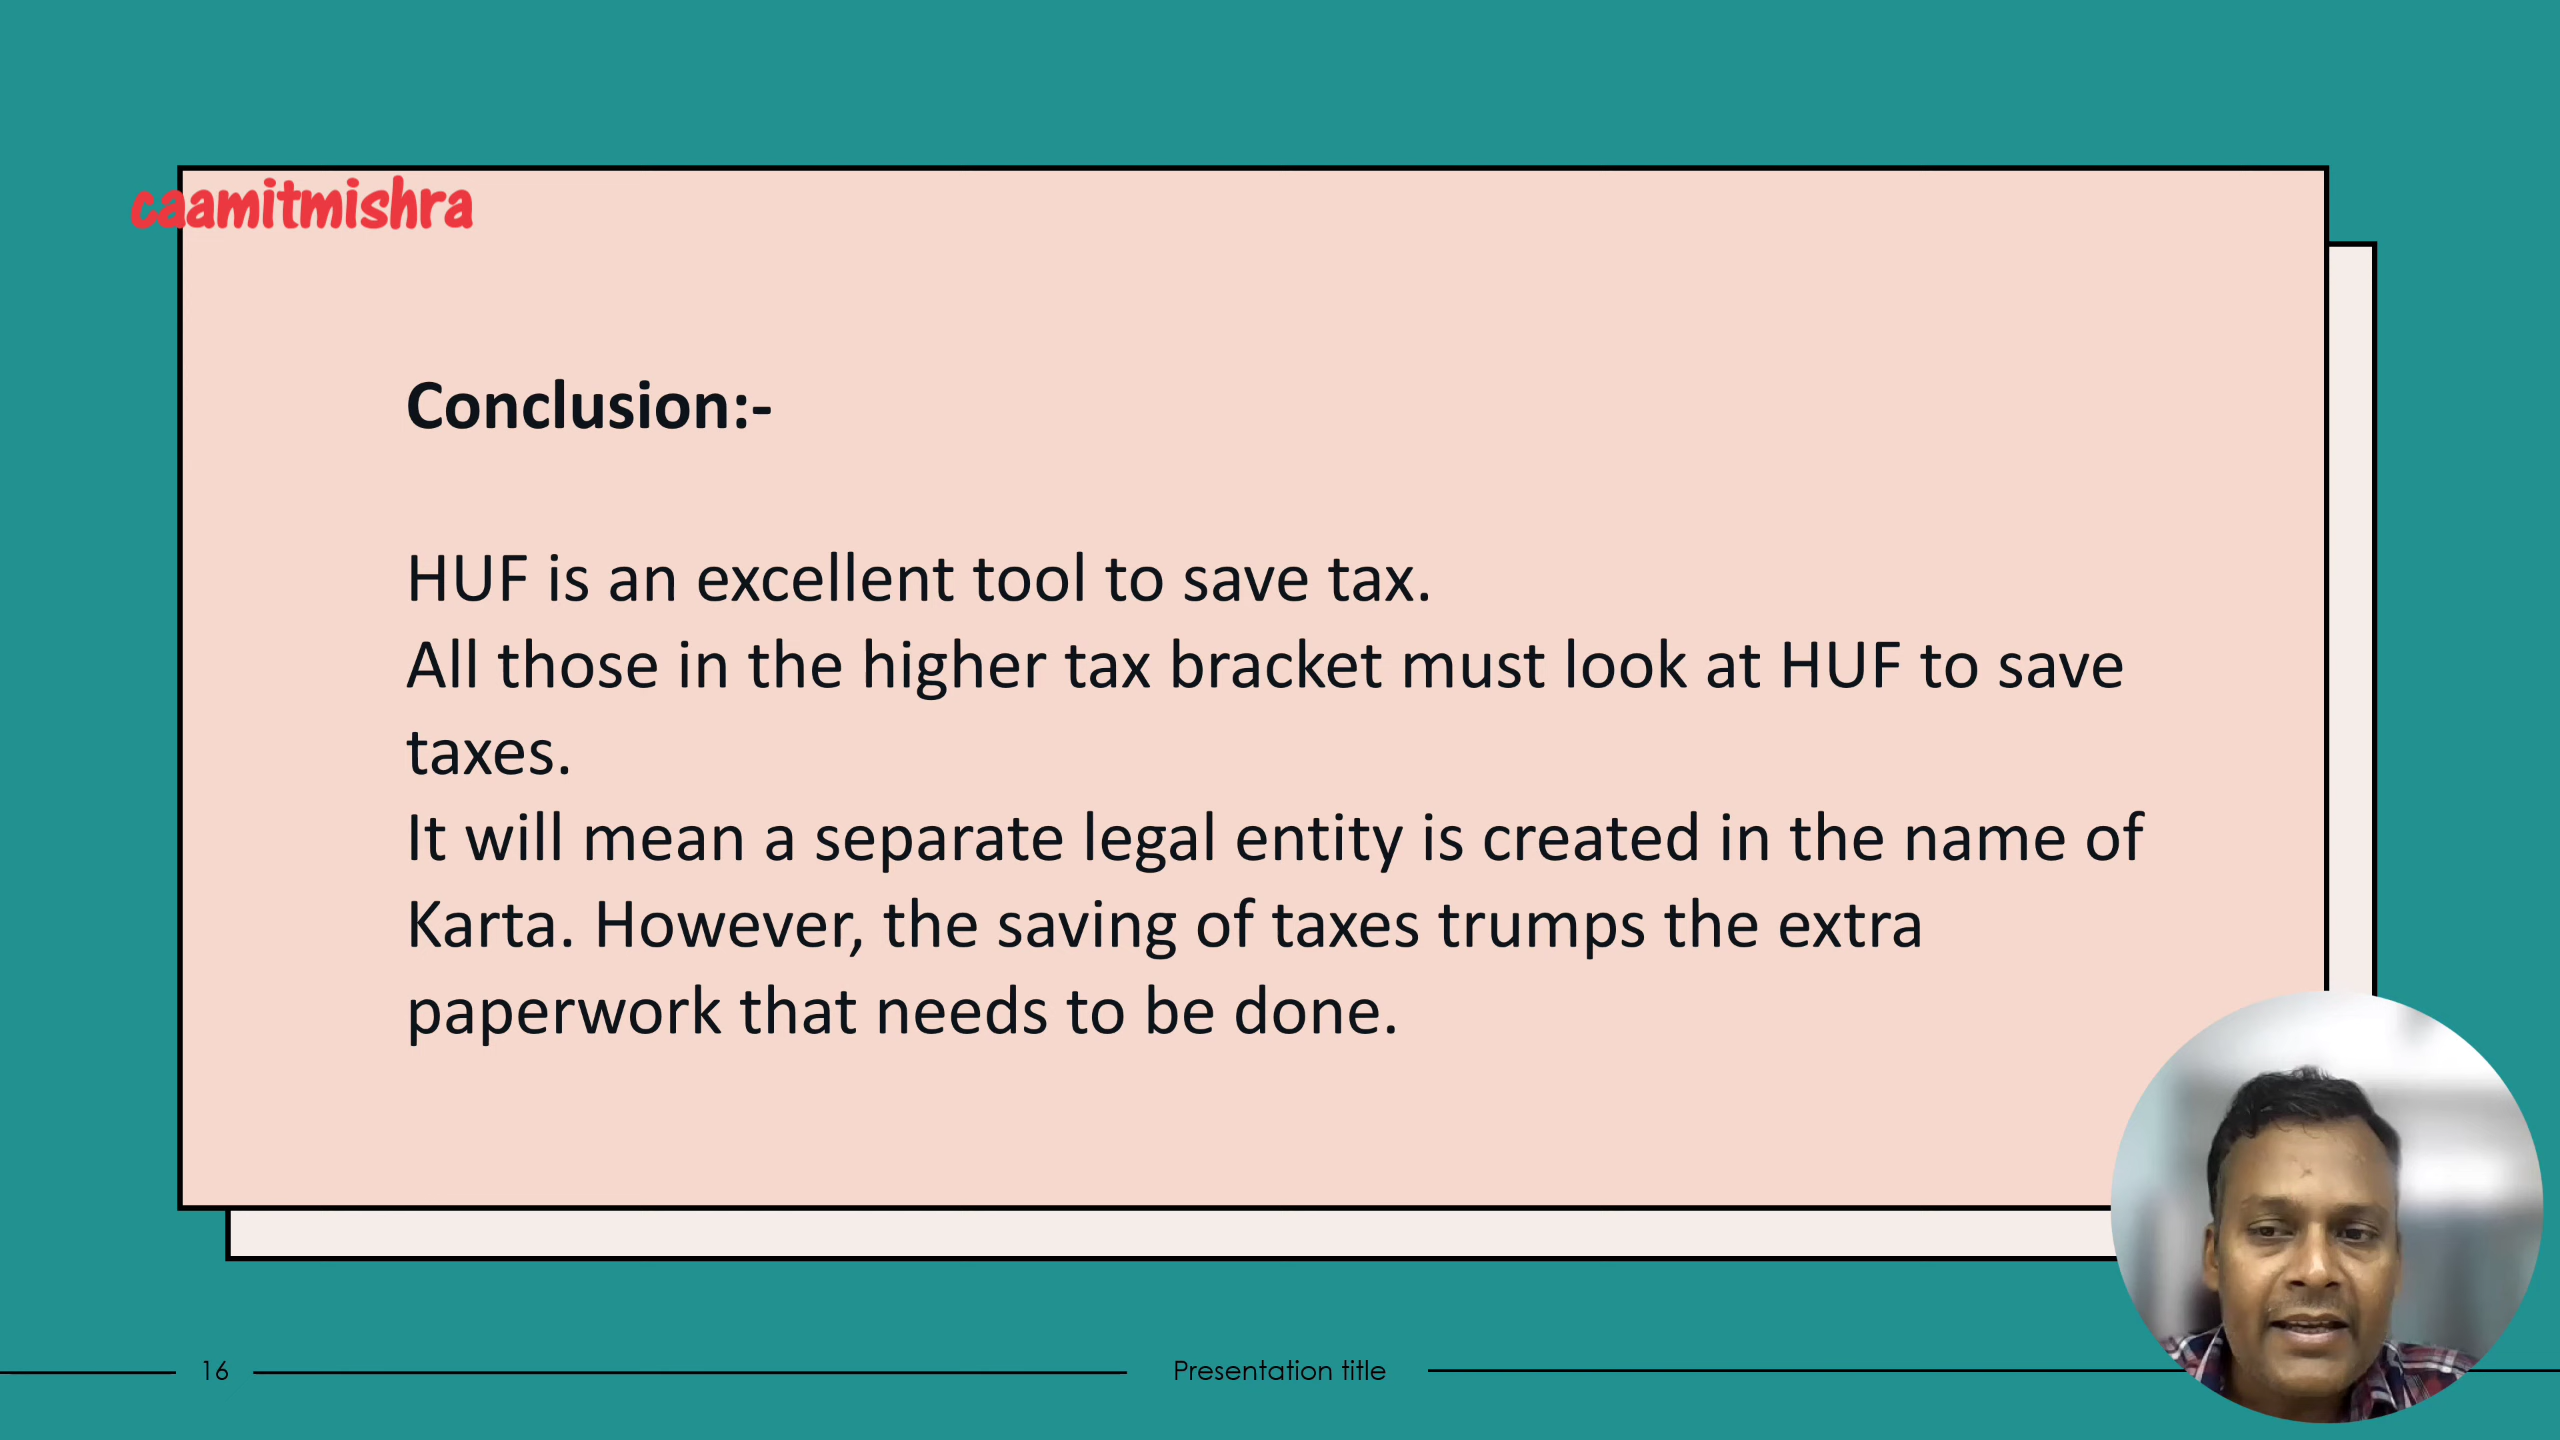 caamitmishra
Conclusion:-
HUF is an excellent tool to save tax.
All those in the higher tax bracket must look at HUF to save
taxes.
It will mean a separate legal entity is created in the name of
Karta. However, the saving of taxes trumps the extra
paperwork that needs to be done.
16
Presentation title